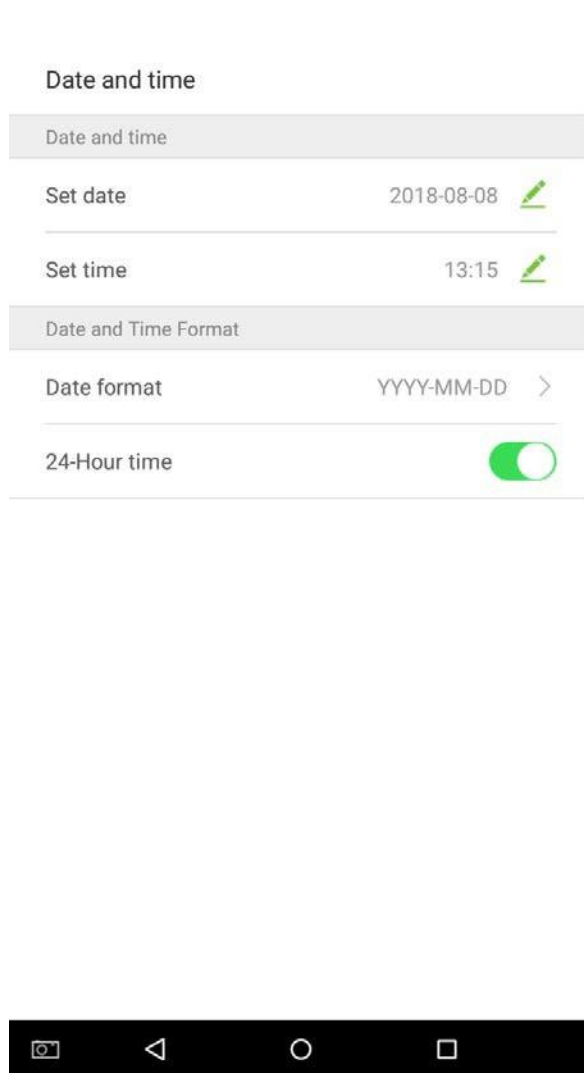 Date and time
Date and time
Set date 2018-08-08
Set time 13:15
Date and Time Format
Date format YYYY-MM-DD
24-Hour time